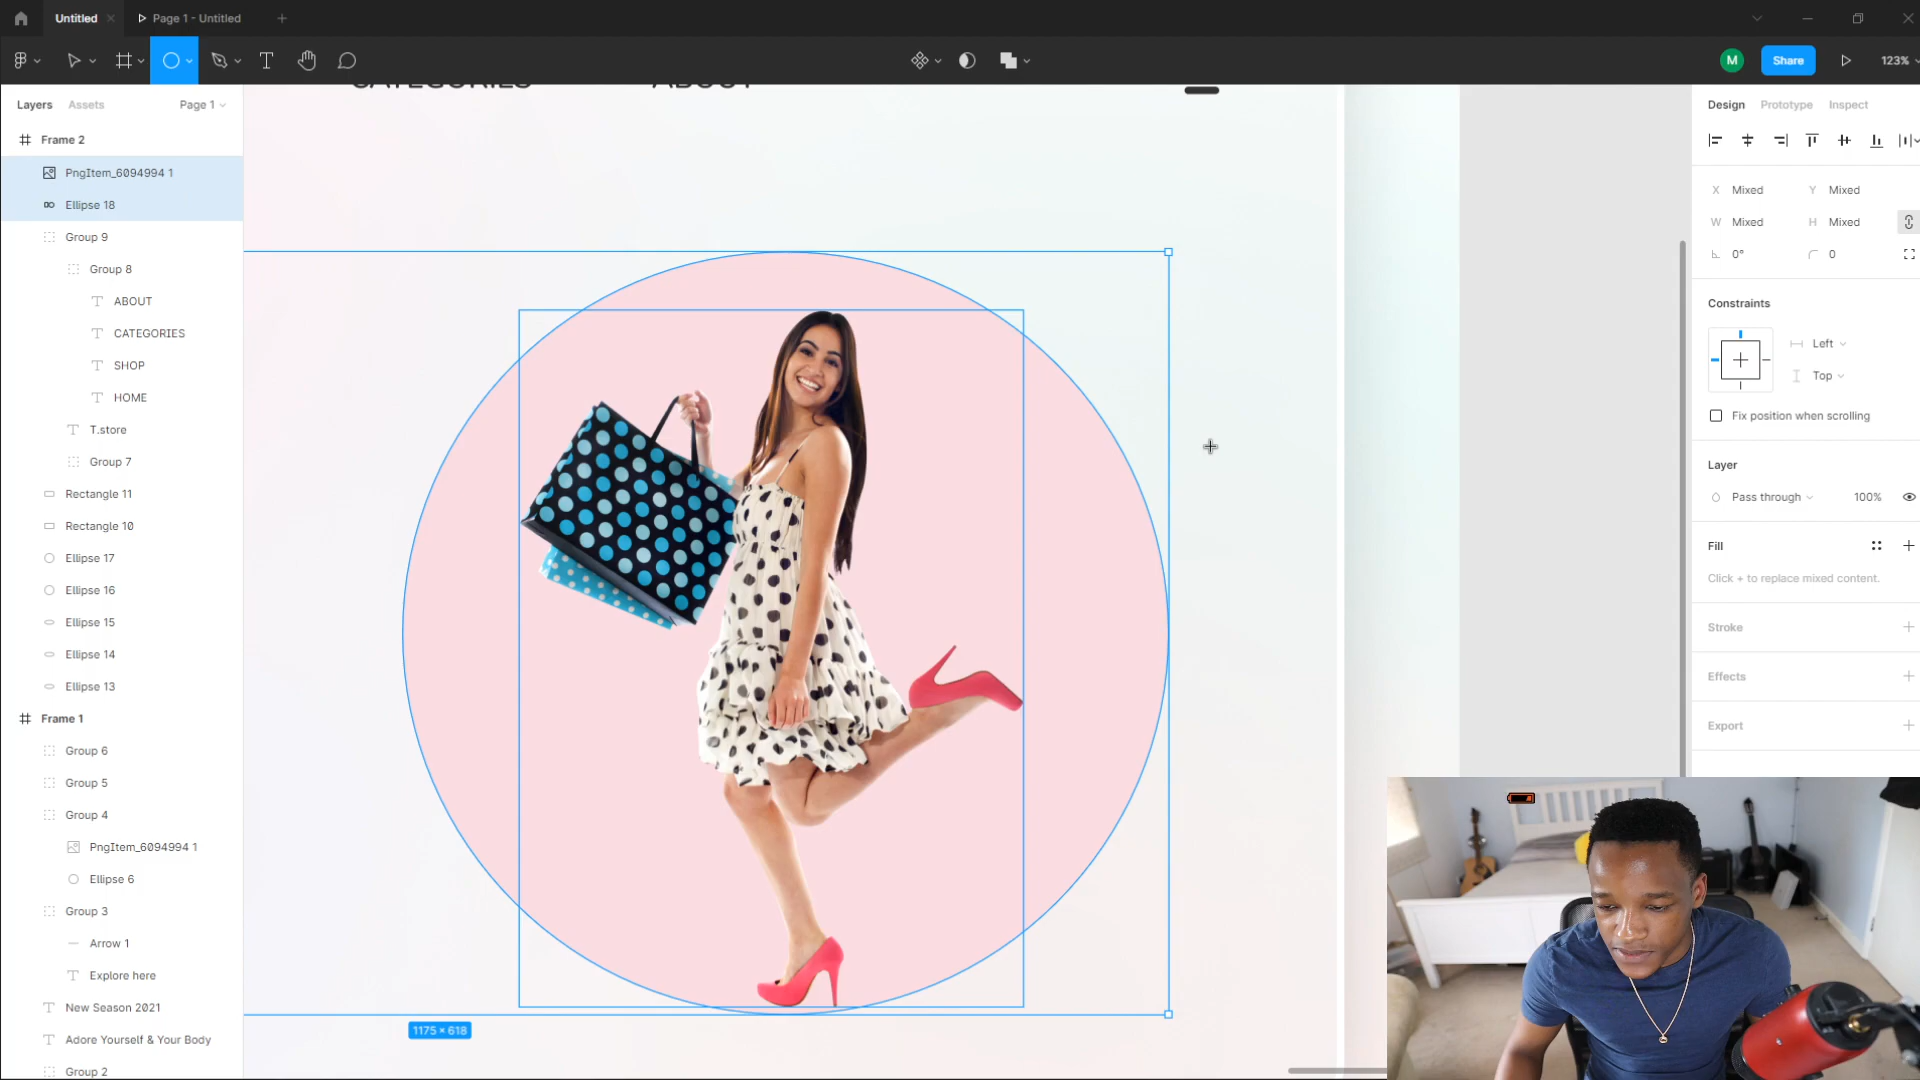 Untitled
Page 1 - Untitled
T
M
Share
123%
Layers
Assets
Page 1
Frame 2
PngItem_6094994 1
Ellipse 18
Group 9
Group 8
T ABOUT
T CATEGORIES
T SHOP
T HOME
T T.store
Group 7
Rectangle 11
Rectangle 10
Ellipse 17
Ellipse 16
Ellipse 15
Ellipse 14
Ellipse 13
Frame 1
Group 6
Group 5
Group 4
PngItem_6094994 1
Ellipse 6
Group 3
Arrow 1
T Explore here
T New Season 2021
T Adore Yourself & Your Body
Group 2
CATEGORIES
ABOUT
1175 × 618
Design
Prototype
Inspect
X Mixed
Y Mixed
W Mixed
H Mixed
0°
0
Constraints
Left
Top
Fix position when scrolling
Layer
Pass through
100%
Fill
Click + to replace mixed content.
Stroke
Effects
Export